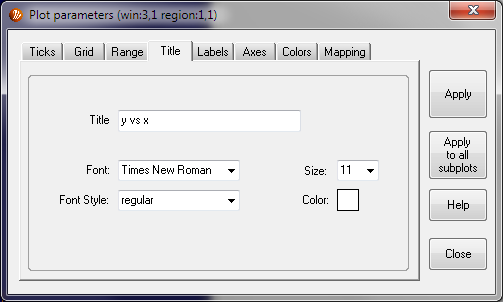 Plot parameters (win:3,1 region:1,1)
Ticks Grid Range Title Labels Axes Colors Mapping
Title y vs x
Font: Times New Roman Size: 11
Font Style: regular Color:
Apply
Apply
to all
subplots
Help
Close